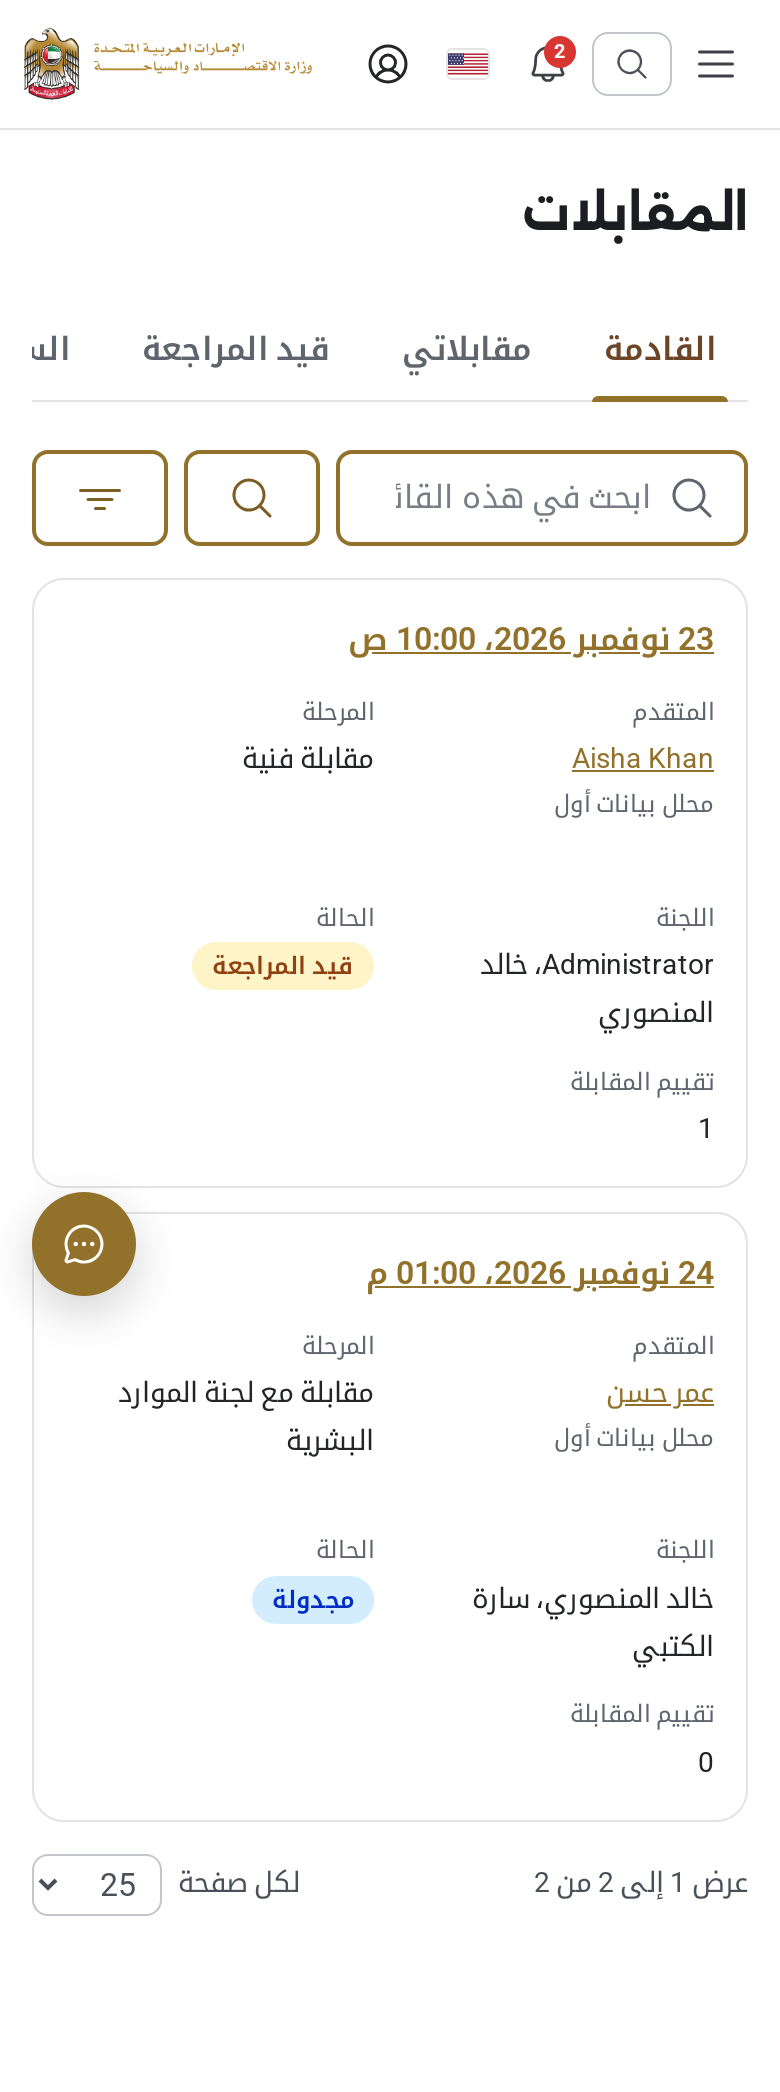 الإمارات العربية المتحدة
وزارة الاقتصاد والسياحة
2
المقابلات
القادمة
مقابلاتي
قيد المراجعة
ابحث في هذه القائ
23 نوفمبر 2026، 10:00 ص
المتقدم
المرحلة
Aisha Khan
مقابلة فنية
محلل بيانات أول
اللجنة
الحالة
Administrator، خالد
المنصوري
قيد المراجعة
تقييم المقابلة
1
24 نوفمبر 2026، 01:00 م
المتقدم
المرحلة
عمر حسن
مقابلة مع لجنة الموارد
البشرية
محلل بيانات أول
اللجنة
الحالة
خالد المنصوري، سارة
الكتبي
مجدولة
تقييم المقابلة
0
عرض 1 إلى 2 من 2
لكل صفحة
25